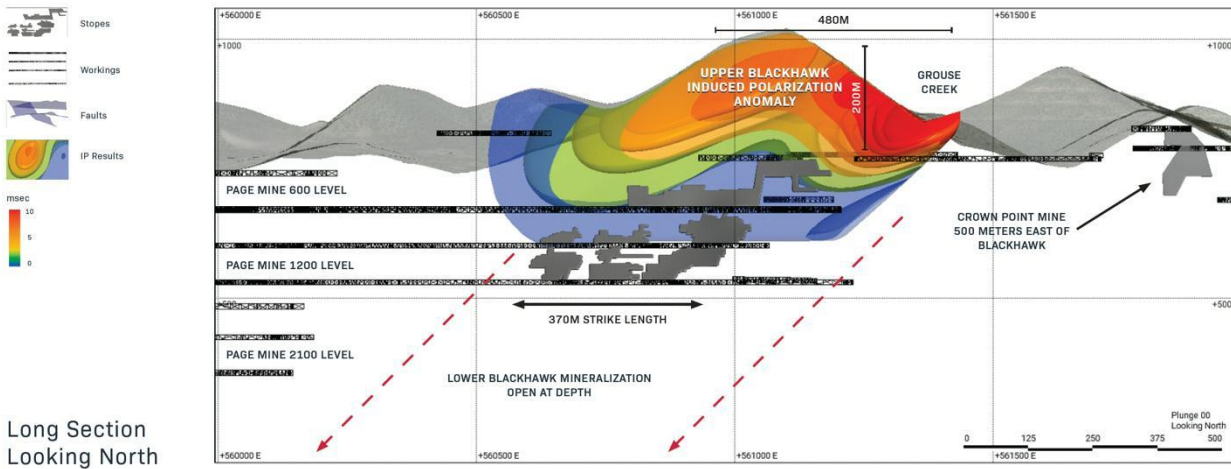 Stopes
Workings
Faults
IP Results
msec
10
5
0
+560000 E
+560500 E
+561000 E
+561500 E
480M
+1000
+1000
UPPER BLACKHAWK
INDUCED POLARIZATION
ANOMALY
200M
GROUSE
CREEK
PAGE MINE 600 LEVEL
CROWN POINT MINE
500 METERS EAST OF
BLACKHAWK
PAGE MINE 1200 LEVEL
+500
+500
370M STRIKE LENGTH
PAGE MINE 2100 LEVEL
LOWER BLACKHAWK MINERALIZATION
OPEN AT DEPTH
Plunge 00
Looking North
0 125 250 375 500
+560000 E
+560500 E
+561000 E
+561500 E
Long Section
Looking North